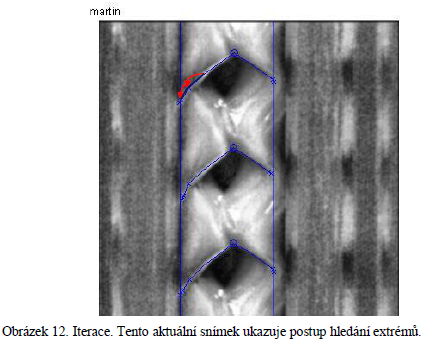 martin
Obrázek 12. Iterace. Tento aktuální snímek ukazuje postup hledání extrémů.